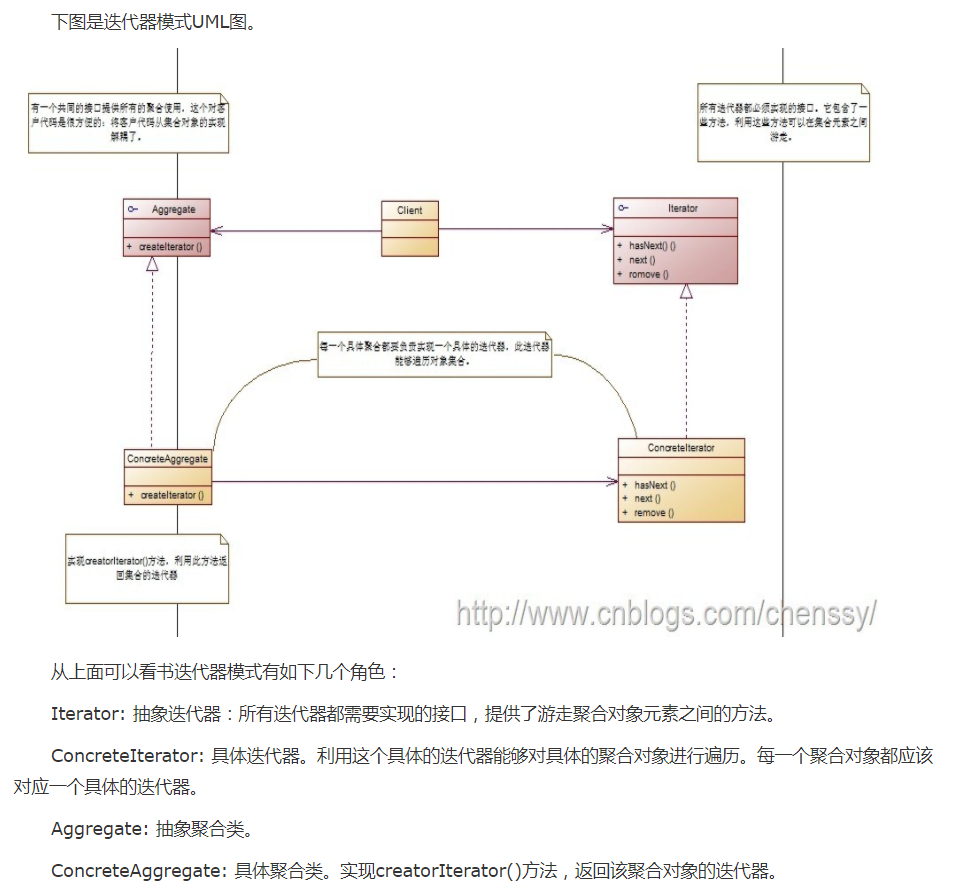 下图是迭代器模式UML图。
有一个共同的接口提供所有的聚合使用，这个对客
户代码是很方便的：将客户代码从集合对象的实现
解耦了。
所有迭代器都必须实现的接口。它包含了一
些方法，利用这些方法可以在集合元素之间
游走。
Aggregate
+ createIterator ()
Client
Iterator
+ hasNext() ()
+ next ()
+ romove ()
每一个具体聚合都要负责实现一个具体的迭代器，此迭代器
能够遍历对象集合。
ConcreteAggregate
+ createIterator ()
ConcreteIterator
+ hasNext ()
+ next ()
+ remove ()
实现creatorIterator()方法，利用此方法返
回集合的迭代器
http://www.cnblogs.com/chenssy/
从上面可以看书迭代器模式有如下几个角色：
Iterator: 抽象迭代器：所有迭代器都需要实现的接口，提供了游走聚合对象元素之间的方法。
ConcreteIterator: 具体迭代器。利用这个具体的迭代器能够对具体的聚合对象进行遍历。每一个聚合对象都应该
对应一个具体的迭代器。
Aggregate: 抽象聚合类。
ConcreteAggregate: 具体聚合类。实现creatorIterator()方法，返回该聚合对象的迭代器。